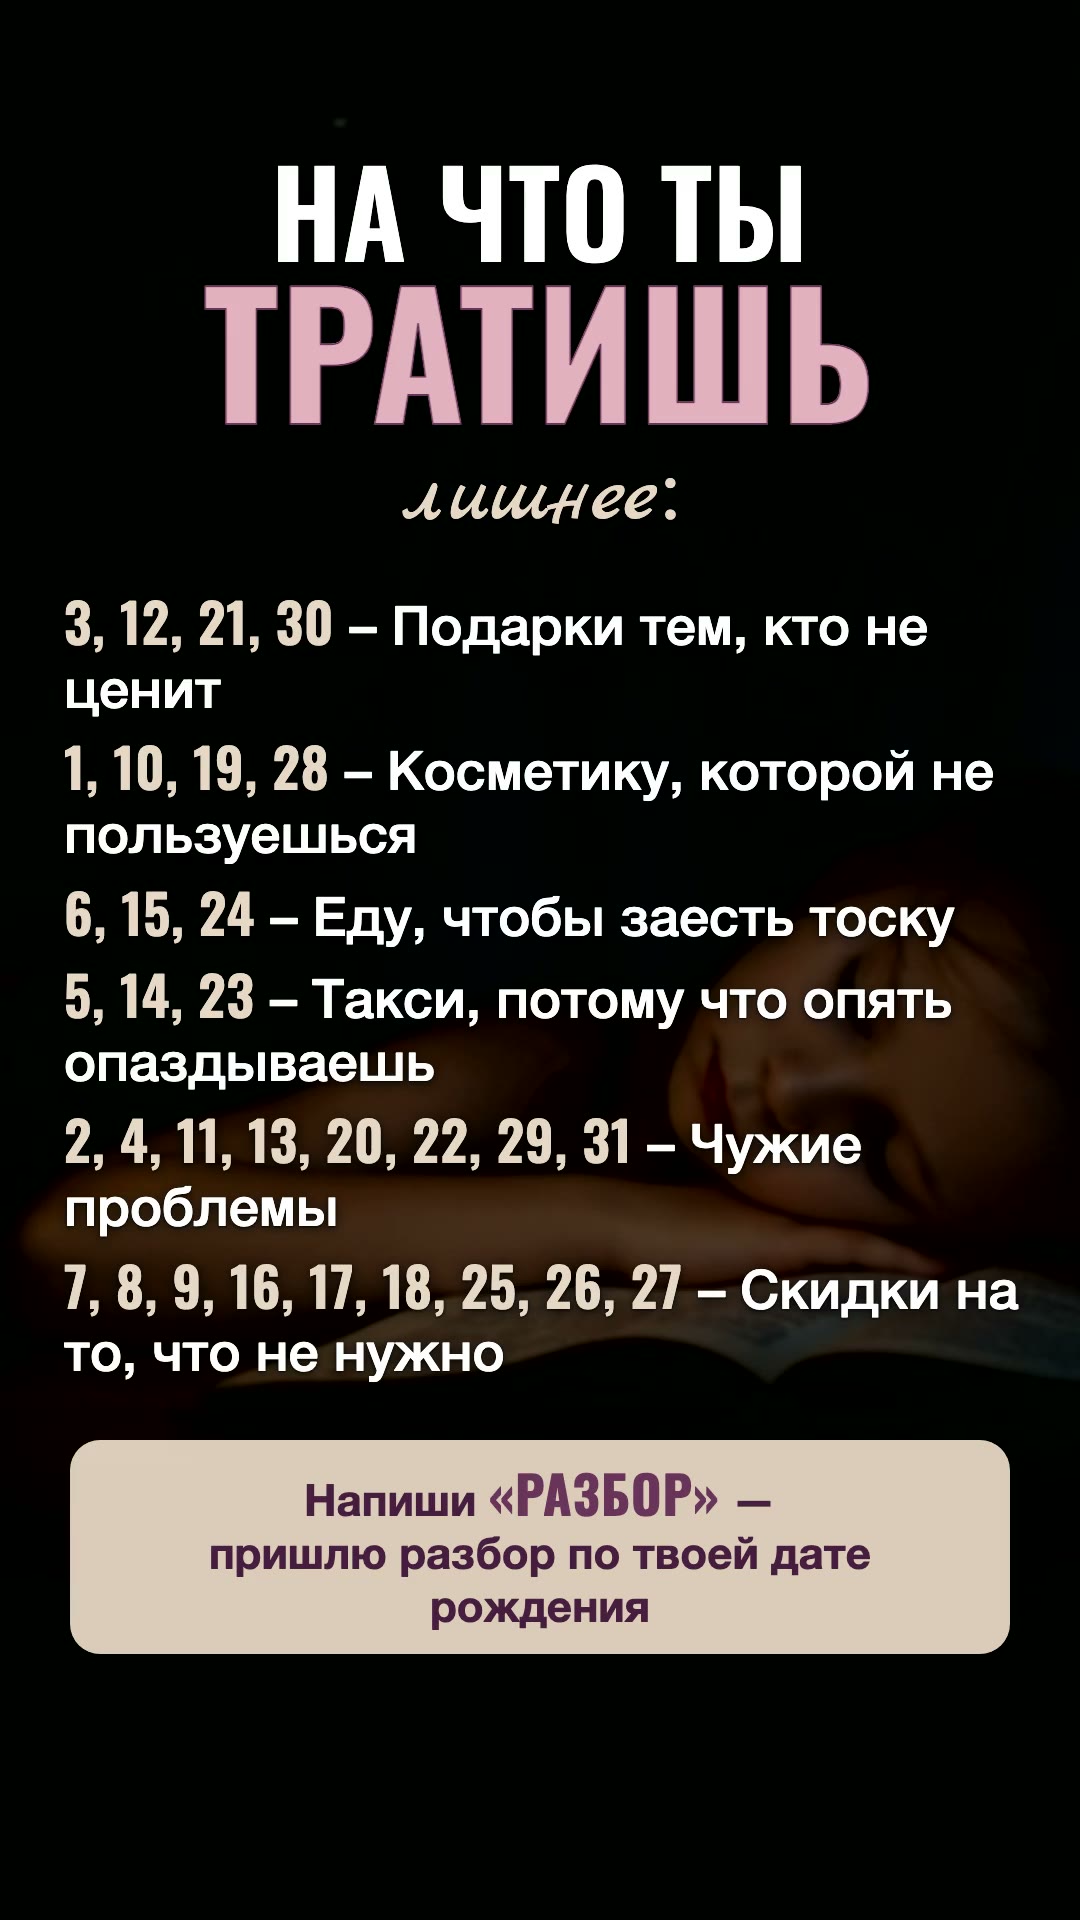 НА ЧТО ТЫ
ТРАТИШЬ
лишнее:
3, 12, 21, 30 – Подарки тем, кто не
ценит
1, 10, 19, 28 – Косметику, которой не
пользуешься
6, 15, 24 – Еду, чтобы заесть тоску
5, 14, 23 – Такси, потому что опять
опаздываешь
2, 4, 11, 13, 20, 22, 29, 31 – Чужие
проблемы
7, 8, 9, 16, 17, 18, 25, 26, 27 – Скидки на
то, что не нужно
Напиши «РАЗБОР» —
пришлю разбор по твоей дате
рождения